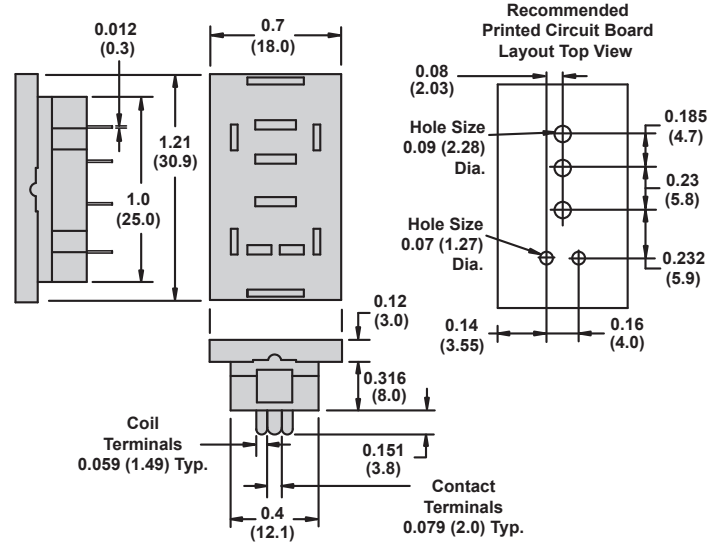 0.012
(0.3)
0.7
(18.0)
1.21
(30.9)
1.0
(25.0)
Recommended
Printed Circuit Board
Layout Top View
0.08
(2.03)
Hole Size
0.09 (2.28)
Dia.
0.185
(4.7)
0.23
(5.8)
Hole Size
0.07 (1.27)
Dia.
0.232
(5.9)
0.14
(3.55)
0.16
(4.0)
0.12
(3.0)
0.316
(8.0)
Coil
Terminals
0.059 (1.49) Typ.
0.151
(3.8)
Contact
Terminals
0.079 (2.0) Typ.
0.4
(12.1)